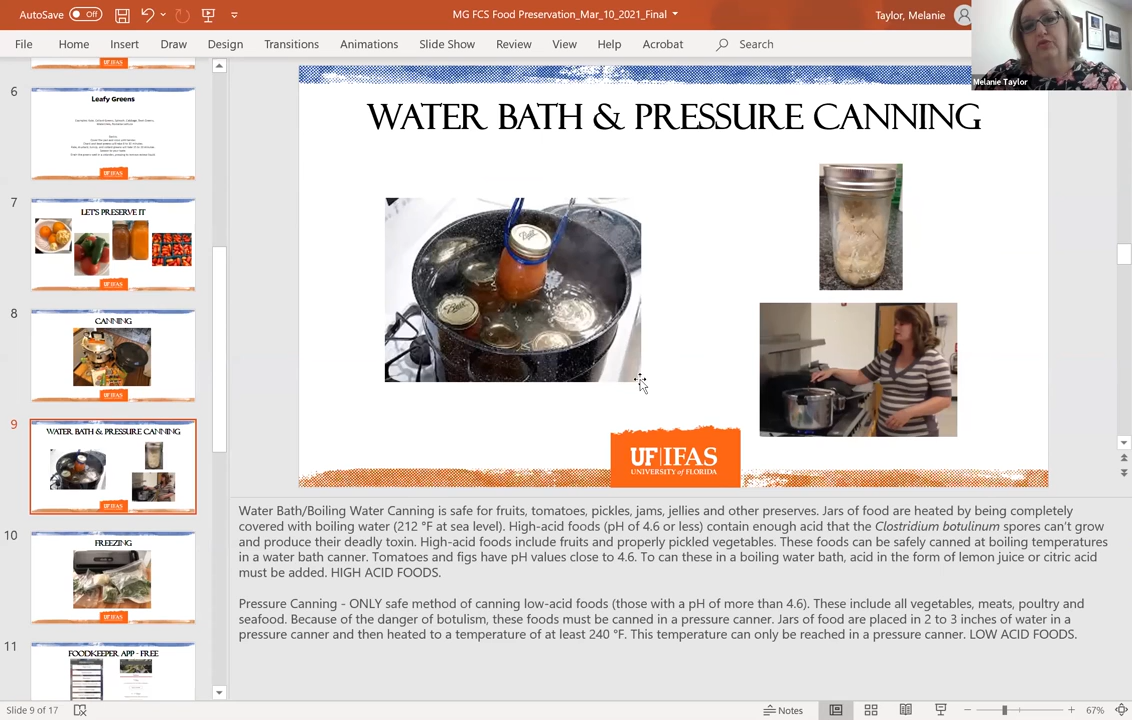 AutoSave Off
MG FCS Food Preservation_Mar_10_2021_Final
Taylor, Melanie
File Home Insert Draw Design Transitions Animations Slide Show Review View Help Acrobat Search
Melanie Taylor
6
Leafy Greens
UF IFAS
7
LET'S PRESERVE IT
UF IFAS
8
CANNING
UF IFAS
9
WATER BATH & PRESSURE CANNING
UF IFAS
10
FREEZING
UF IFAS
11
FOODKEEPER APP - FREE
WATER BATH & PRESSURE CANNING
Ball
Ball
UF IFAS
UNIVERSITY of FLORIDA
Water Bath/Boiling Water Canning is safe for fruits, tomatoes, pickles, jams, jellies and other preserves. Jars of food are heated by being completely
covered with boiling water (212 °F at sea level). High-acid foods (pH of 4.6 or less) contain enough acid that the Clostridium botulinum spores can't grow
and produce their deadly toxin. High-acid foods include fruits and properly pickled vegetables. These foods can be safely canned at boiling temperatures
in a water bath canner. Tomatoes and figs have pH values close to 4.6. To can these in a boiling water bath, acid in the form of lemon juice or citric acid
must be added. HIGH ACID FOODS.
Pressure Canning - ONLY safe method of canning low-acid foods (those with a pH of more than 4.6). These include all vegetables, meats, poultry and
seafood. Because of the danger of botulism, these foods must be canned in a pressure canner. Jars of food are placed in 2 to 3 inches of water in a
pressure canner and then heated to a temperature of at least 240 °F. This temperature can only be reached in a pressure canner. LOW ACID FOODS.
Slide 9 of 17
Notes
67%